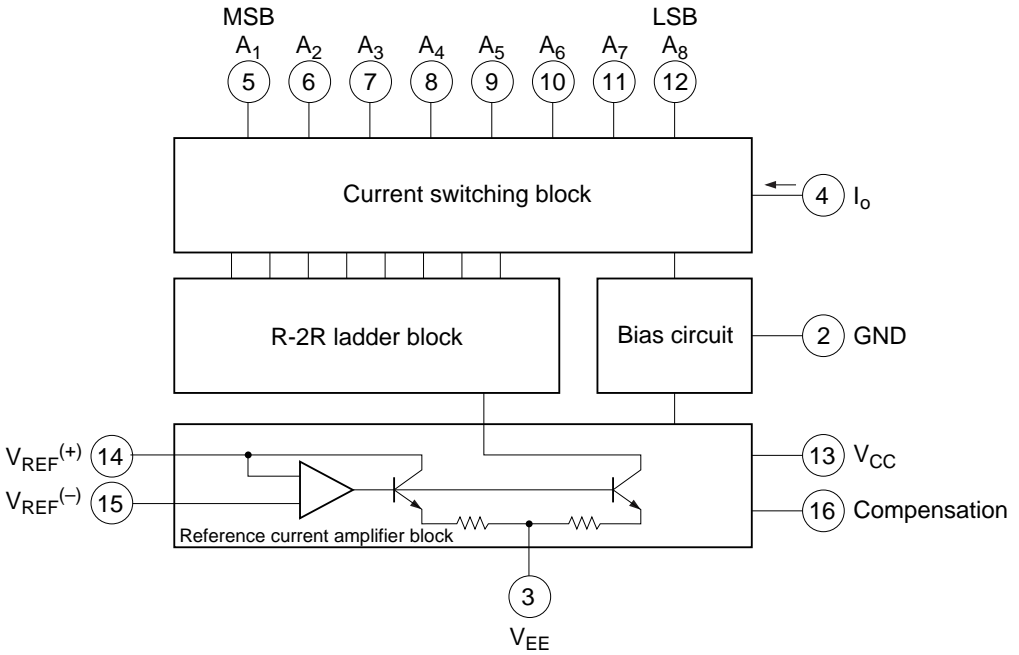 MSB LSB
A1 A2 A3 A4 A5 A6 A7 A8
5 6 7 8 9 10 11 12
Current switching block
4 Io
R-2R ladder block
Bias circuit
2 GND
VREF(+) 14
13 VCC
VREF(–) 15
16 Compensation
Reference current amplifier block
3
VEE